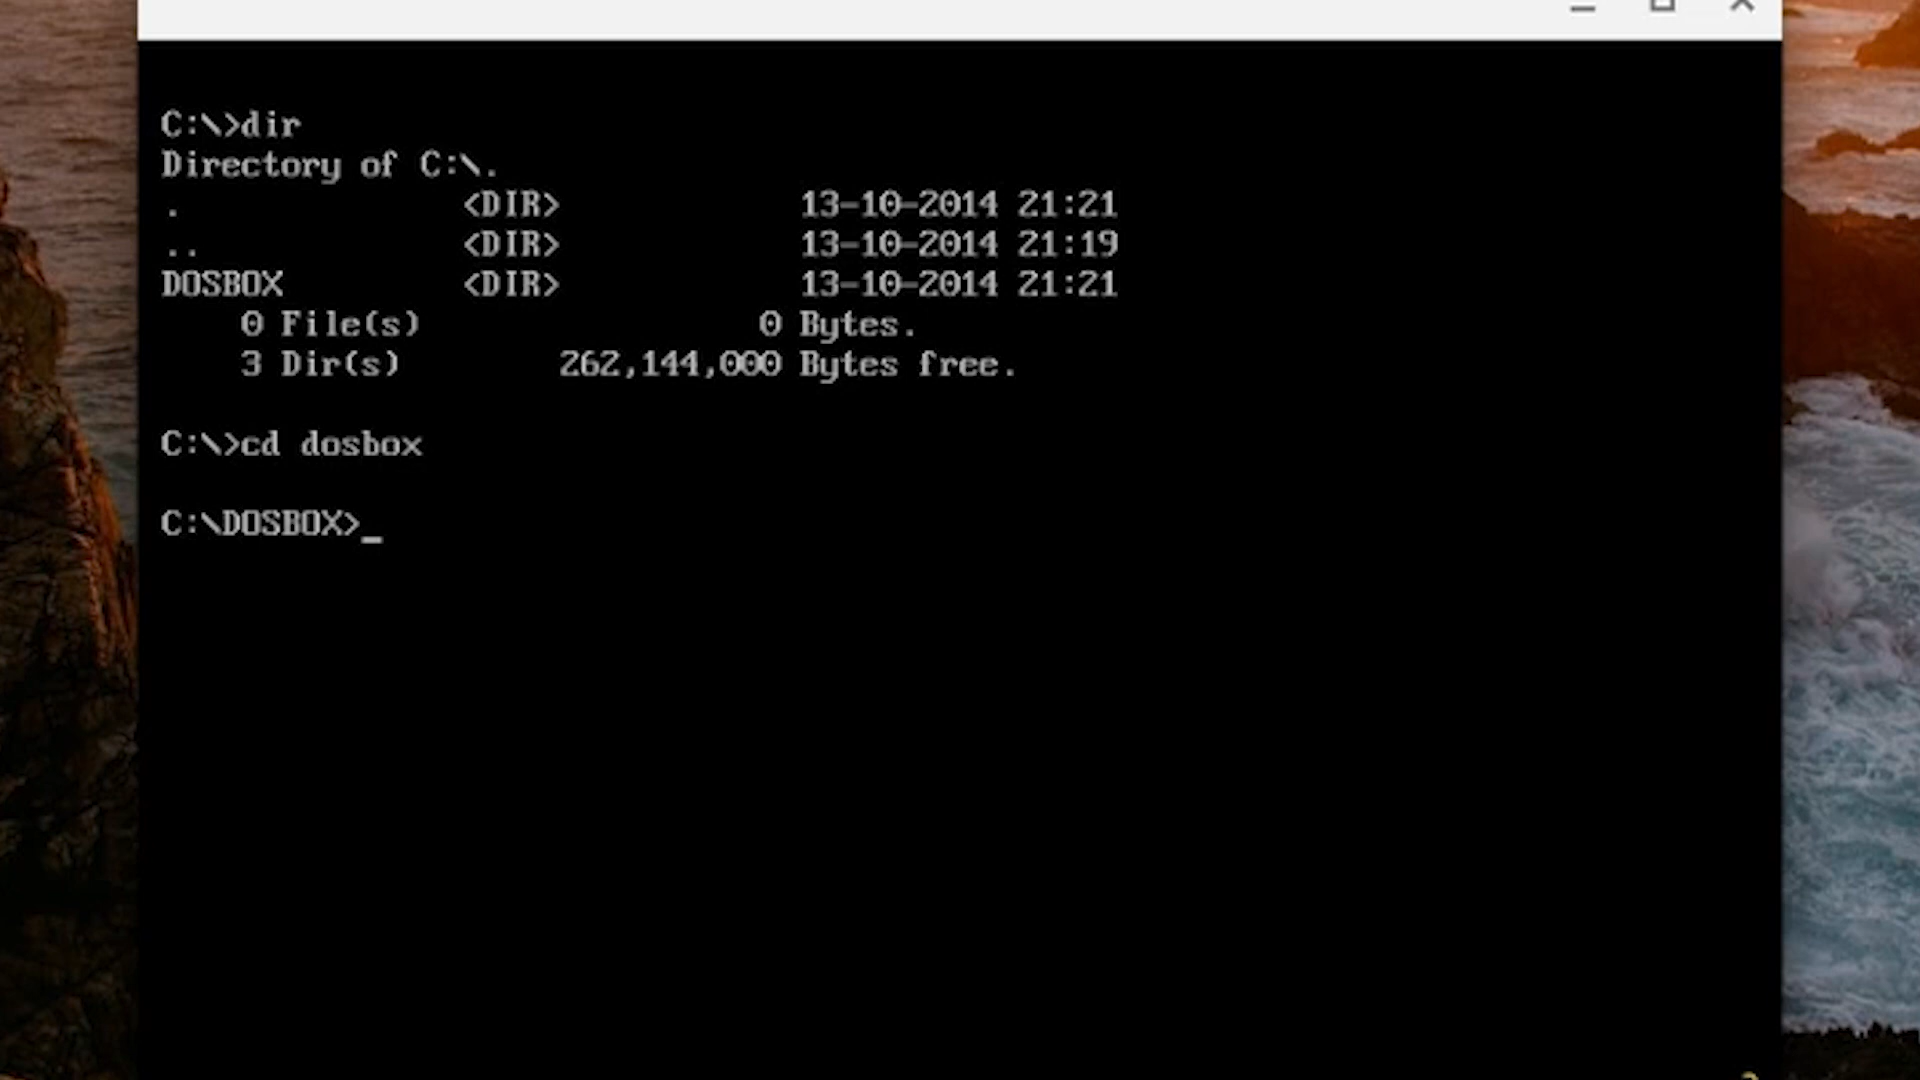 C:\>dir
Directory of C:\.
. <DIR> 13-10-2014 21:21
.. <DIR> 13-10-2014 21:19
DOSBOX <DIR> 13-10-2014 21:21
0 File(s) 0 Bytes.
3 Dir(s) 262,144,000 Bytes free.
C:\>cd dosbox
C:\DOSBOX>_